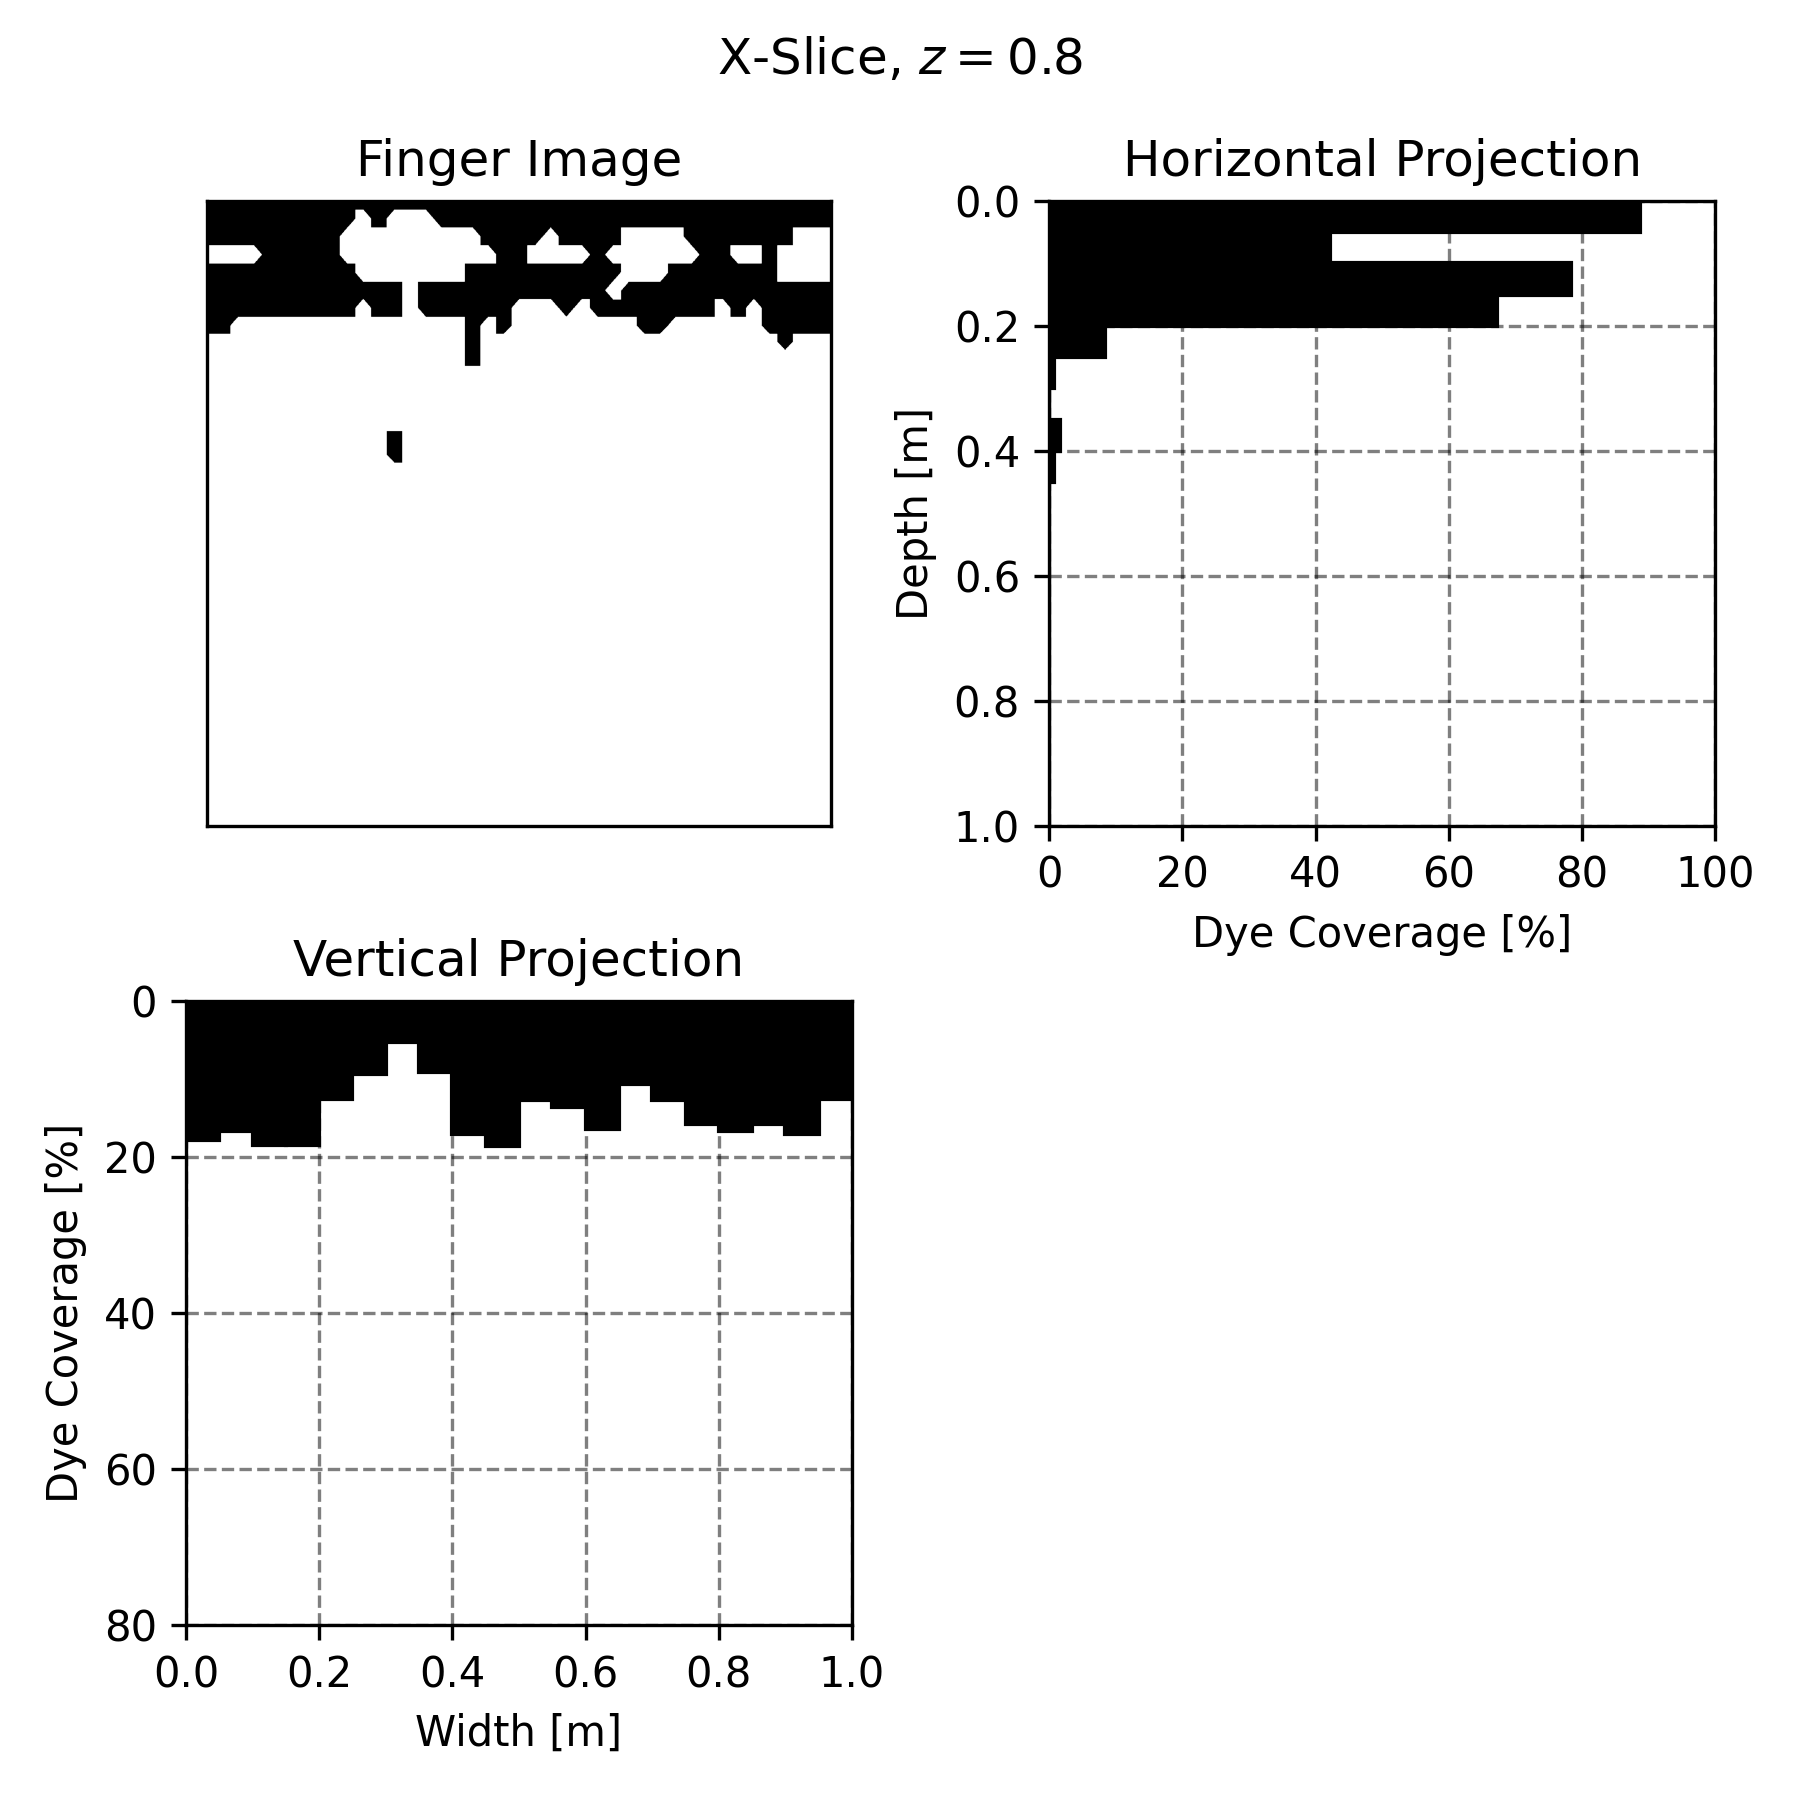 X-Slice, z = 0.8
Finger Image
Horizontal Projection
0.0
0.2
0.4
0.6
0.8
1.0
Depth [m]
0 20 40 60 80 100
Dye Coverage [%]
Vertical Projection
0
20
40
60
80
Dye Coverage [%]
0.0 0.2 0.4 0.6 0.8 1.0
Width [m]